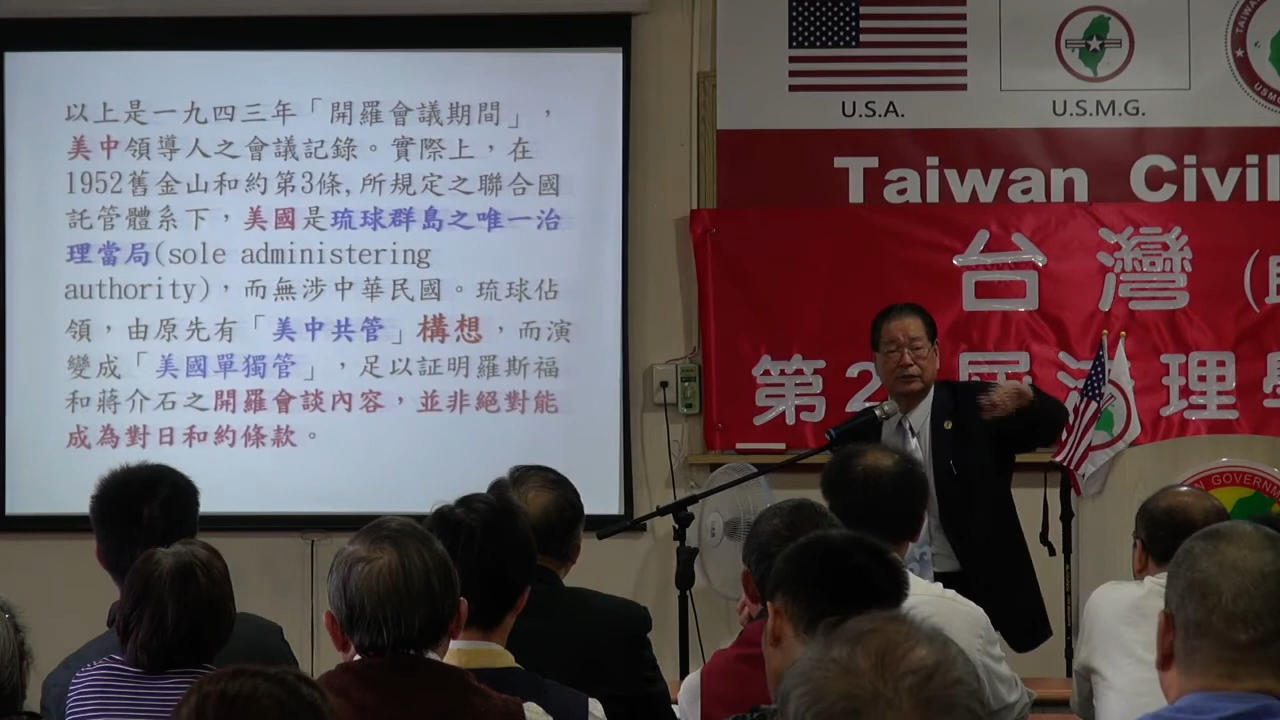 以上是一九四三年「開羅會議期間」，
美中領導人之會議記錄。實際上，在
1952舊金山和約第3條,所規定之聯合國
託管體系下，美國是琉球群島之唯一治
理當局(sole administering
authority)，而無涉中華民國。琉球佔
領，由原先有「美中共管」構想，而演
變成「美國單獨管」，足以証明羅斯福
和蔣介石之開羅會談內容，並非絕對能
成為對日和約條款。
U.S.A.
U.S.M.G.
TAIWAN
USMG
Taiwan Civil
台灣
第2 屆法理學
GOVERNMENT